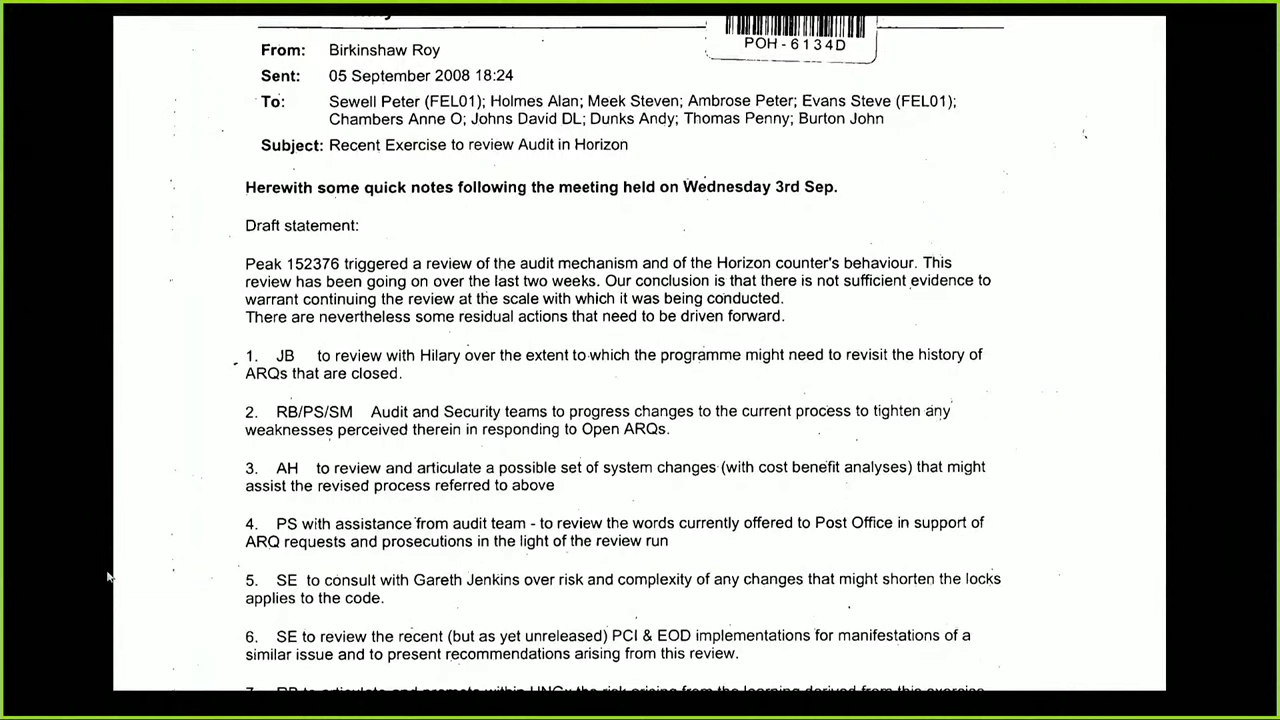 POH-6134D
From: Birkinshaw Roy
Sent: 05 September 2008 18:24
To: Sewell Peter (FEL01); Holmes Alan; Meek Steven; Ambrose Peter; Evans Steve (FEL01);
Chambers Anne O; Johns David DL; Dunks Andy; Thomas Penny; Burton John
Subject: Recent Exercise to review Audit in Horizon
Herewith some quick notes following the meeting held on Wednesday 3rd Sep.
Draft statement:
Peak 152376 triggered a review of the audit mechanism and of the Horizon counter's behaviour. This
review has been going on over the last two weeks. Our conclusion is that there is not sufficient evidence to
warrant continuing the review at the scale with which it was being conducted.
There are nevertheless some residual actions that need to be driven forward.
1. JB to review with Hilary over the extent to which the programme might need to revisit the history of
ARQs that are closed.
2. RB/PS/SM Audit and Security teams to progress changes to the current process to tighten any
weaknesses perceived therein in responding to Open ARQs.
3. AH to review and articulate a possible set of system changes (with cost benefit analyses) that might
assist the revised process referred to above
4. PS with assistance from audit team - to review the words currently offered to Post Office in support of
ARQ requests and prosecutions in the light of the review run
5. SE to consult with Gareth Jenkins over risk and complexity of any changes that might shorten the locks
applies to the code.
6. SE to review the recent (but as yet unreleased) PCI & EOD implementations for manifestations of a
similar issue and to present recommendations arising from this review.